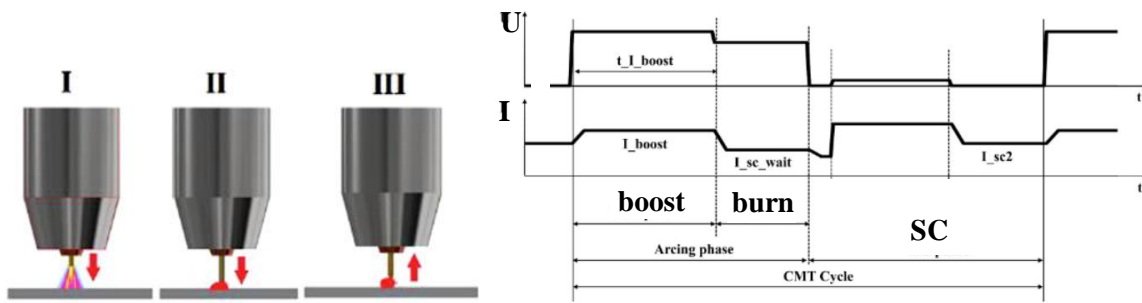 I II III
U
t_I_boost
t
I
I_boost
I_sc_wait
I_sc2
t
boost burn SC
Arcing phase
CMT Cycle